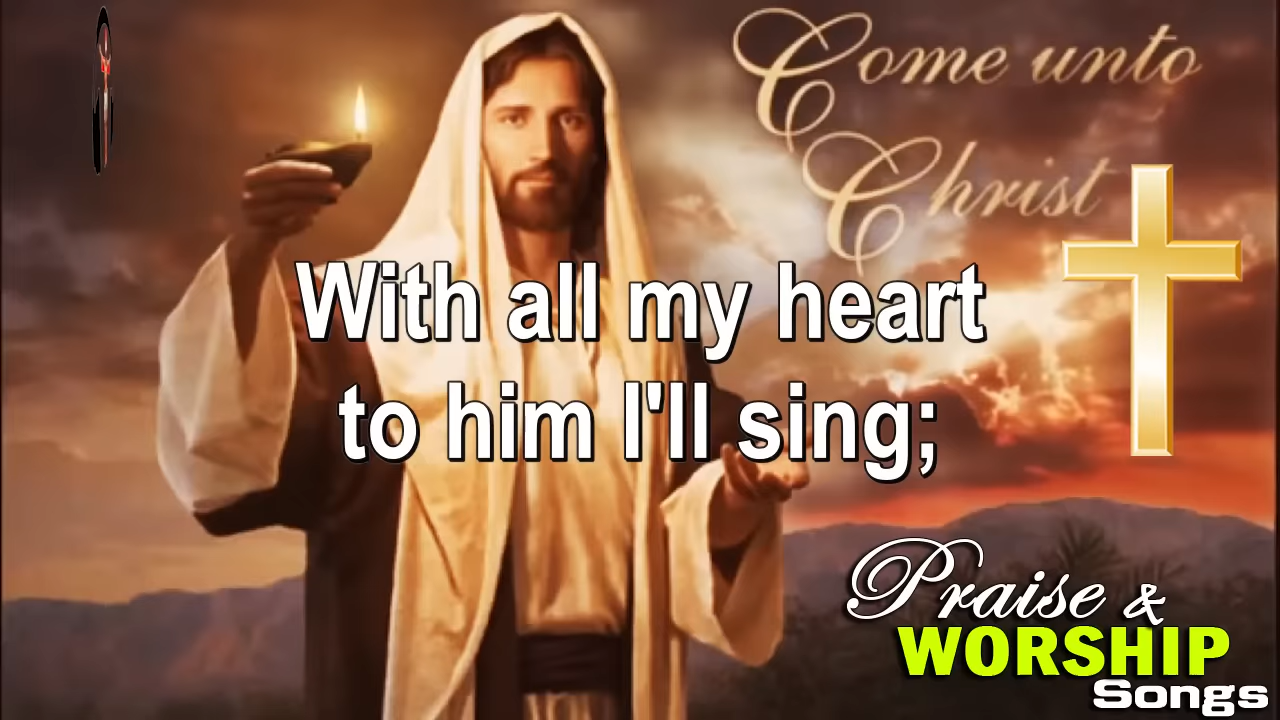 Come unto
Christ
With all my heart
to him I'll sing;
Praise &
WORSHIP
Songs